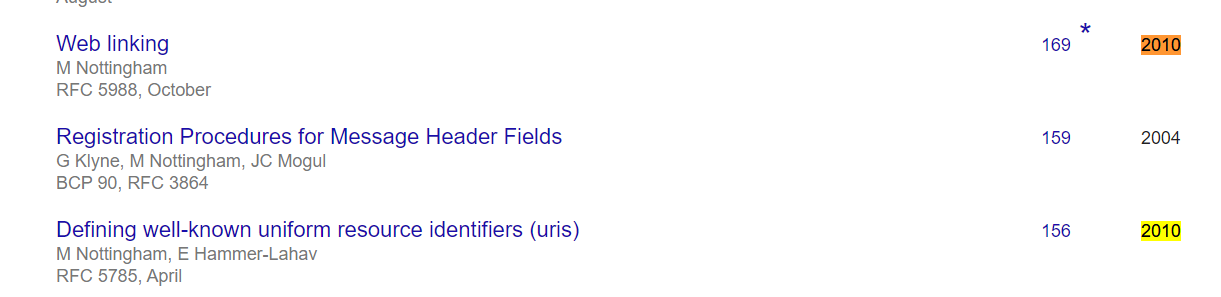 August
Web linking 169 * 2010
M Nottingham
RFC 5988, October
Registration Procedures for Message Header Fields 159 2004
G Klyne, M Nottingham, JC Mogul
BCP 90, RFC 3864
Defining well-known uniform resource identifiers (uris) 156 2010
M Nottingham, E Hammer-Lahav
RFC 5785, April